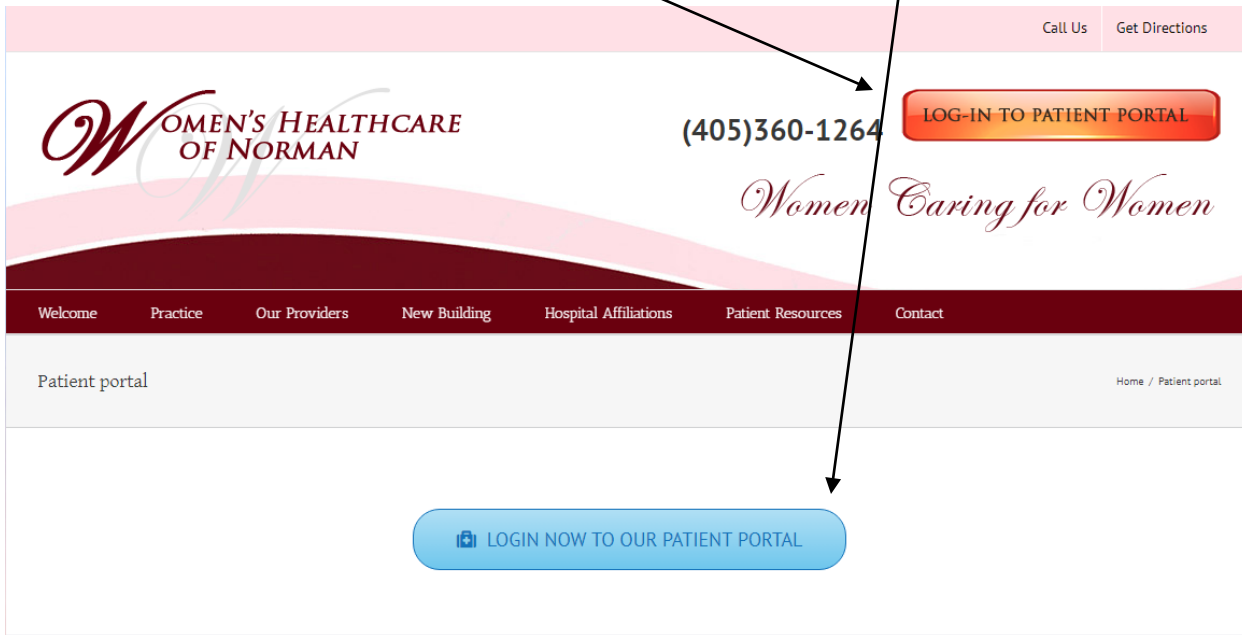 Call Us Get Directions
WOMEN'S HEALTHCARE
OF NORMAN
(405)360-1264
LOG-IN TO PATIENT PORTAL
Women Caring for Women
Welcome Practice Our Providers New Building Hospital Affiliations Patient Resources Contact
Patient portal
Home / Patient portal
LOGIN NOW TO OUR PATIENT PORTAL